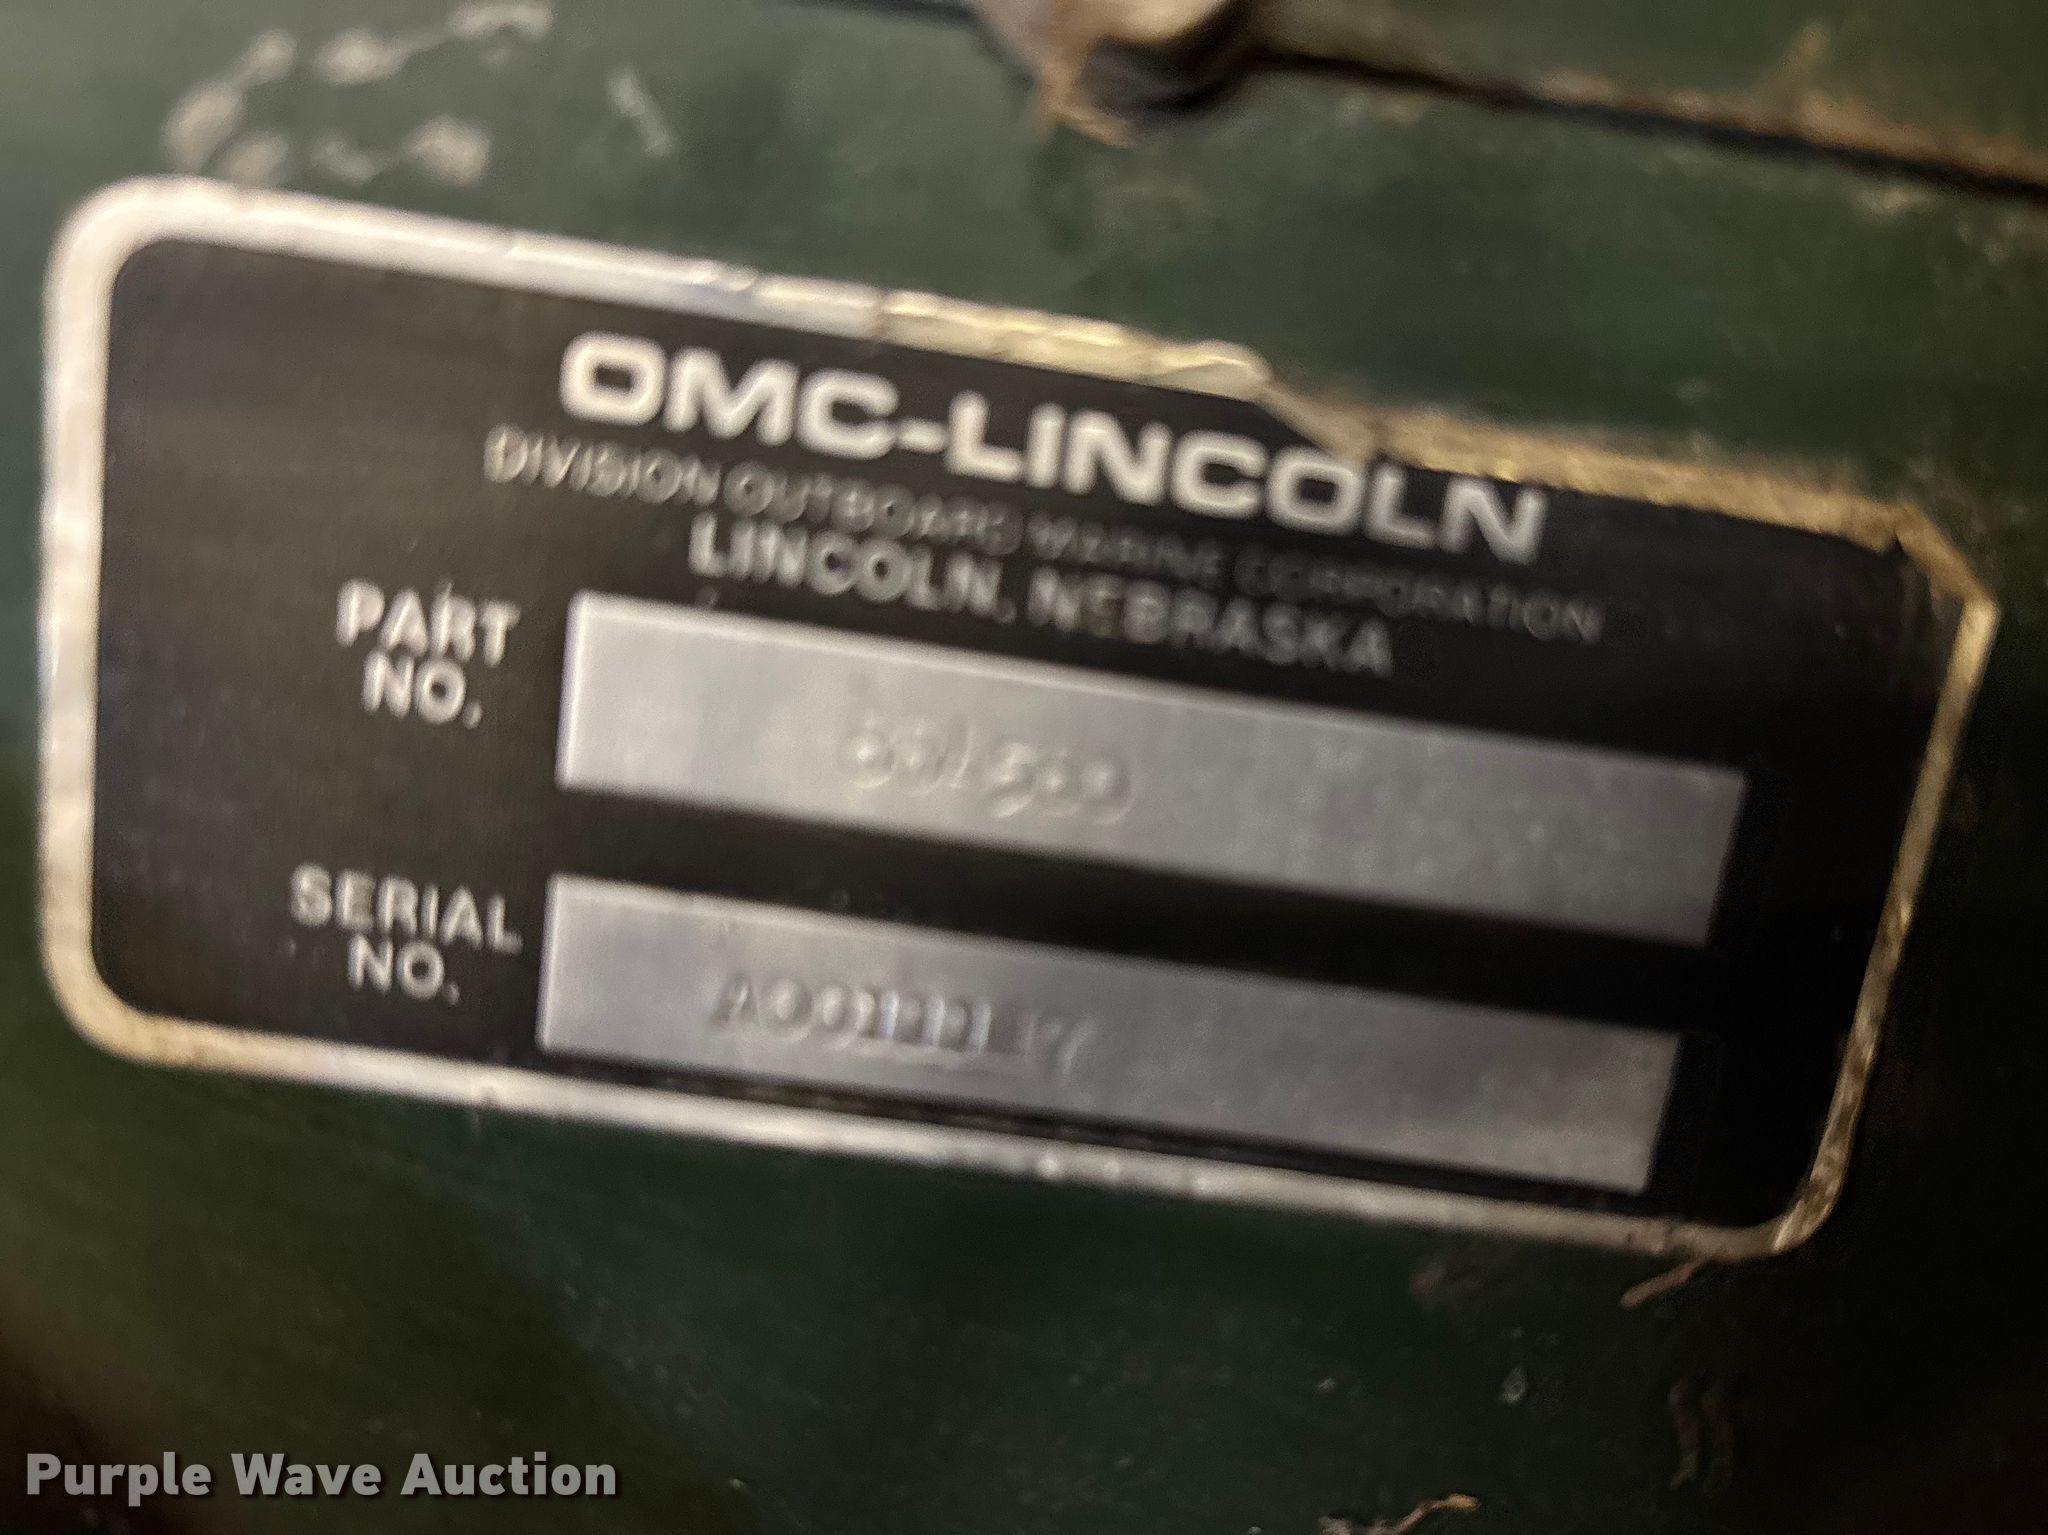 OMC-LINCOLN
DIVISION OUTBOARD MARINE CORPORATION
LINCOLN, NEBRASKA
PART
NO.
SERIAL
NO.
Purple Wave Auction